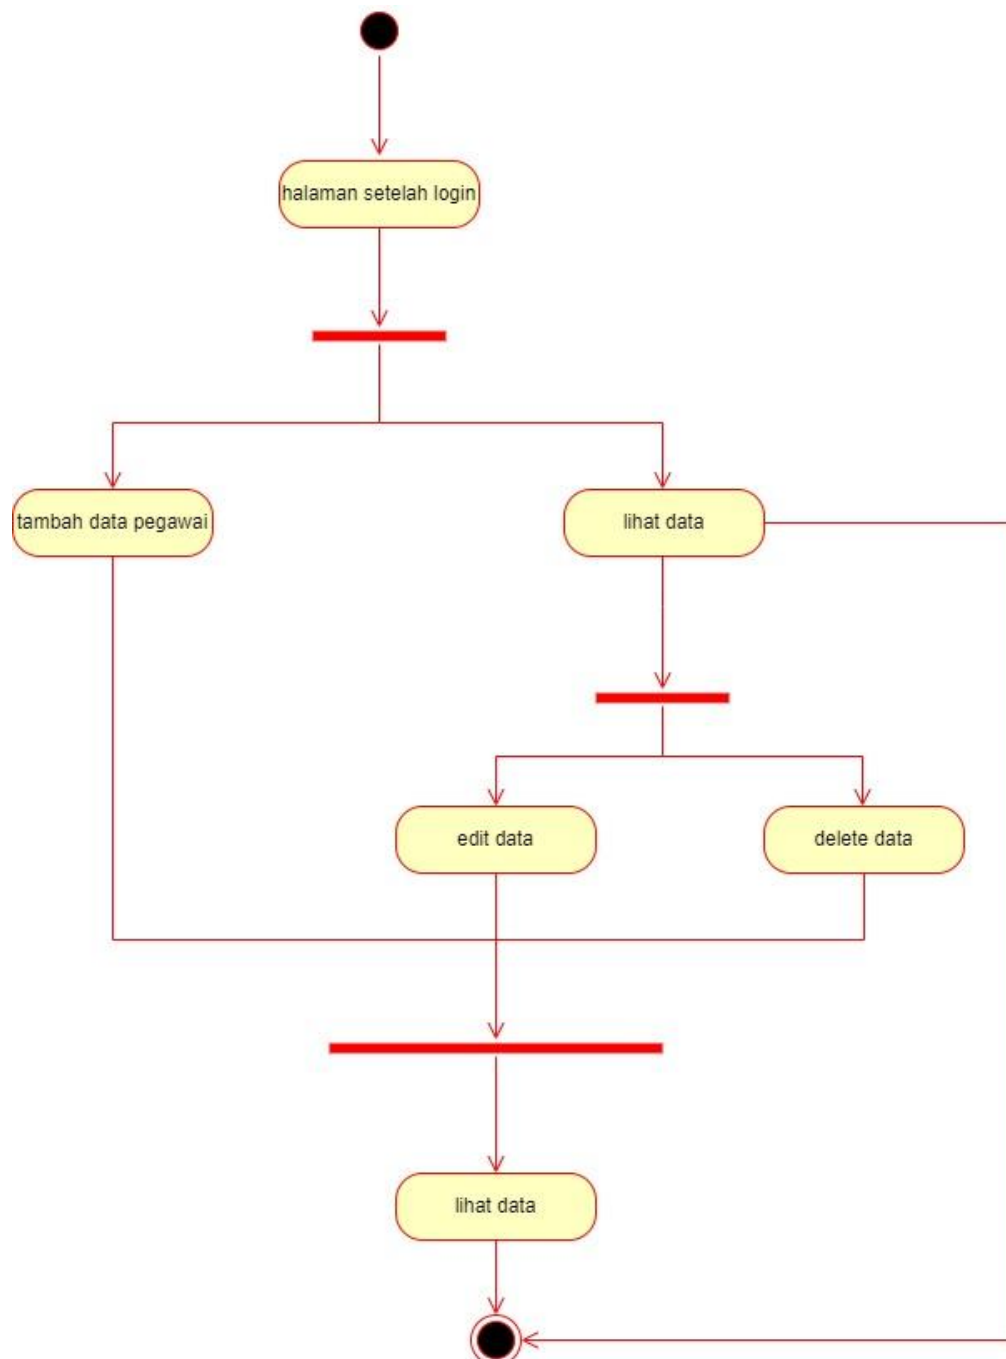 halaman setelah login
tambah data pegawai
lihat data
edit data
delete data
lihat data